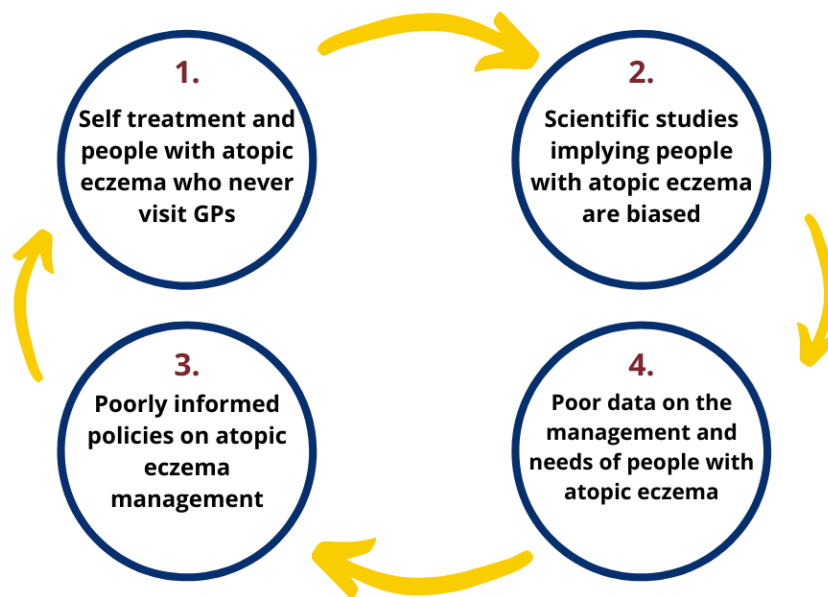 1.
Self treatment and
people with atopic
eczema who never
visit GPs
2.
Scientific studies
implying people
with atopic eczema
are biased
3.
Poorly informed
policies on atopic
eczema
management
4.
Poor data on the
management and
needs of people with
atopic eczema